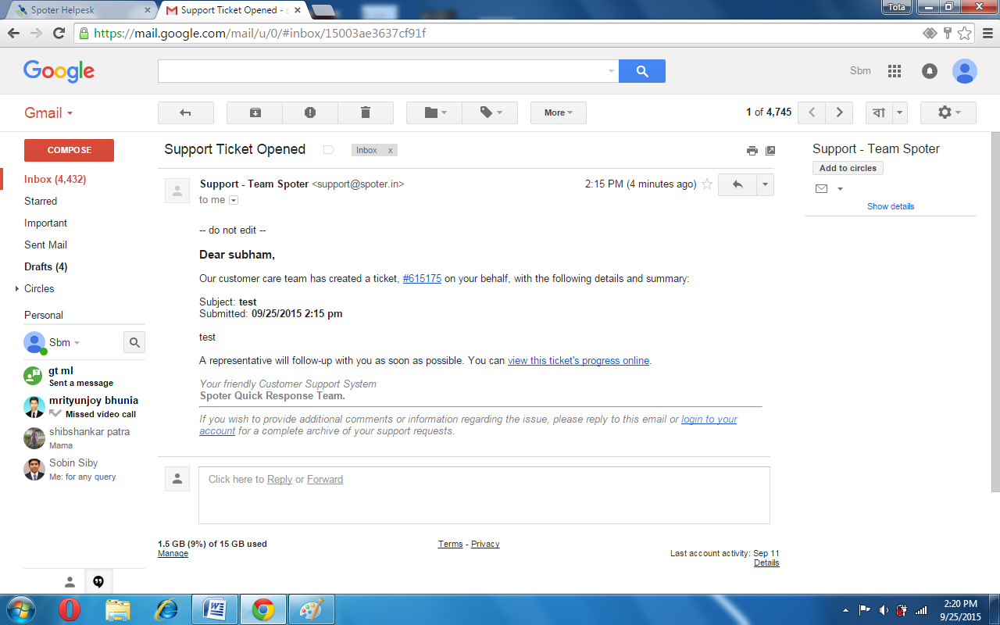 Spoter Helpesk
Support Ticket Opened - s
Tota
https://mail.google.com/mail/u/0/#inbox/15003ae3637cf91f
Google
Sbm
Gmail
More
1 of 4,745
বা
COMPOSE
Inbox (4,432)
Starred
Important
Sent Mail
Drafts (4)
Circles
Personal
Sbm
gt ml
Sent a message
mrityunjoy bhunia
Missed video call
shibshankar patra
Mama
Sobin Siby
Me: for any query
Support Ticket Opened
Inbox x
Support - Team Spoter <support@spoter.in>
2:15 PM (4 minutes ago)
to me
-- do not edit --
Dear subham,
Our customer care team has created a ticket, #615175 on your behalf, with the following details and summary:
Subject: test
Submitted: 09/25/2015 2:15 pm
test
A representative will follow-up with you as soon as possible. You can view this ticket's progress online.
Your friendly Customer Support System
Spoter Quick Response Team.
If you wish to provide additional comments or information regarding the issue, please reply to this email or login to your
account for a complete archive of your support requests.
Click here to Reply or Forward
1.5 GB (9%) of 15 GB used
Manage
Terms - Privacy
Last account activity: Sep 11
Details
Support - Team Spoter
Add to circles
Show details
2:20 PM
9/25/2015